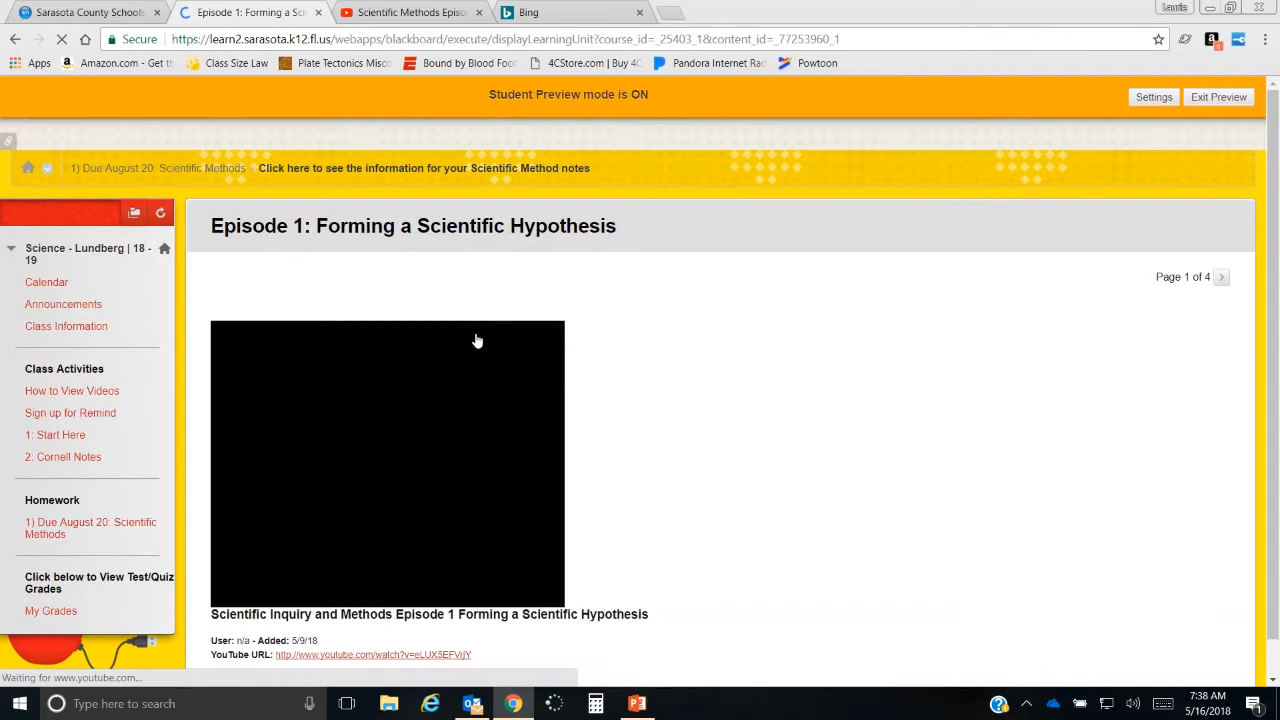 Sarasota County Schools
Episode 1: Forming a Sci
Scientific Methods Episo
Bing
Secure
https://learn2.sarasota.k12.fl.us/webapps/blackboard/execute/displayLearningUnit?course_id=_25403_1&content_id=_77253960_1
Apps
Amazon.com - Get th
Class Size Law
Plate Tectonics Misco
Bound by Blood Foo
4CStore.com | Buy 4C
Pandora Internet Rad
Powtoon
Student Preview mode is ON
Settings
Exit Preview
1) Due August 20: Scientific Methods
Click here to see the information for your Scientific Method notes
Episode 1: Forming a Scientific Hypothesis
Page 1 of 4
Science - Lundberg | 18 -
19
Calendar
Announcements
Class Information
Class Activities
How to View Videos
Sign up for Remind
1: Start Here
2: Cornell Notes
Homework
1) Due August 20: Scientific
Methods
Click below to View Test/Quiz
Grades
My Grades
Scientific Inquiry and Methods Episode 1 Forming a Scientific Hypothesis
User: n/a - Added: 5/9/18
YouTube URL: http://www.youtube.com/watch?v=eLUX5EFVrjY
Waiting for www.youtube.com...
Type here to search
7:38 AM
5/16/2018